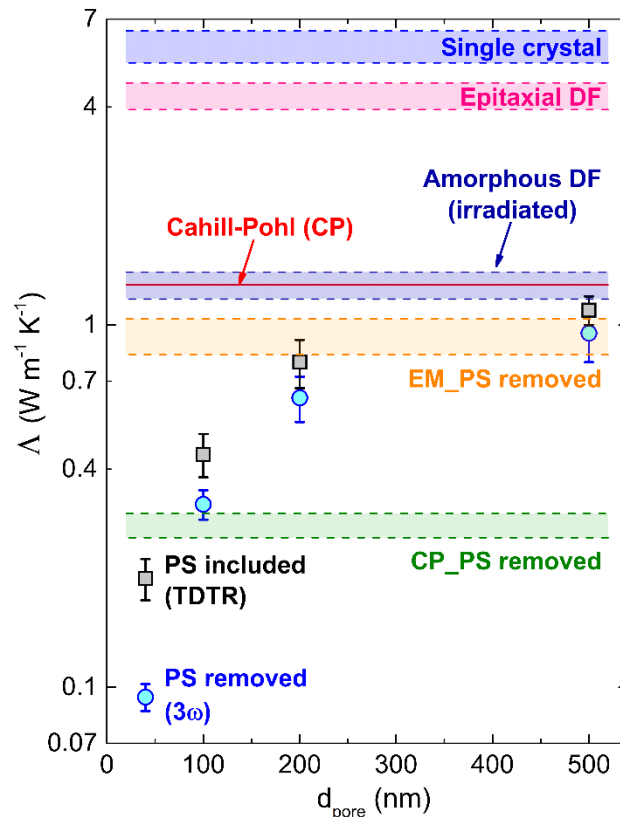 7
4
1
0.7
0.4
0.1
0.07
Λ (W m⁻¹ K⁻¹)
Single crystal
Epitaxial DF
Amorphous DF
(irradiated)
Cahill-Pohl (CP)
EM_PS removed
CP_PS removed
PS included
(TDTR)
PS removed
(3ω)
0 100 200 300 400 500
d_pore (nm)